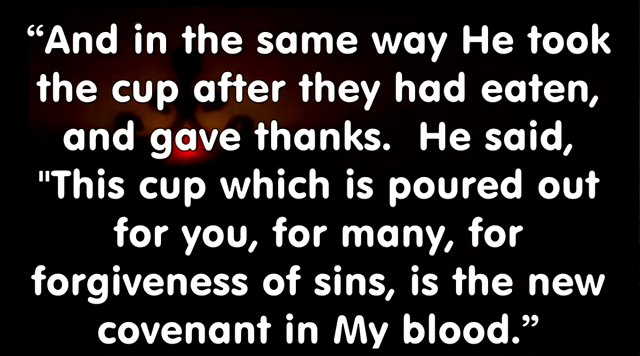 “And in the same way He took
the cup after they had eaten,
and gave thanks.  He said,
"This cup which is poured out
for you, for many, for
forgiveness of sins, is the new
covenant in My blood.”